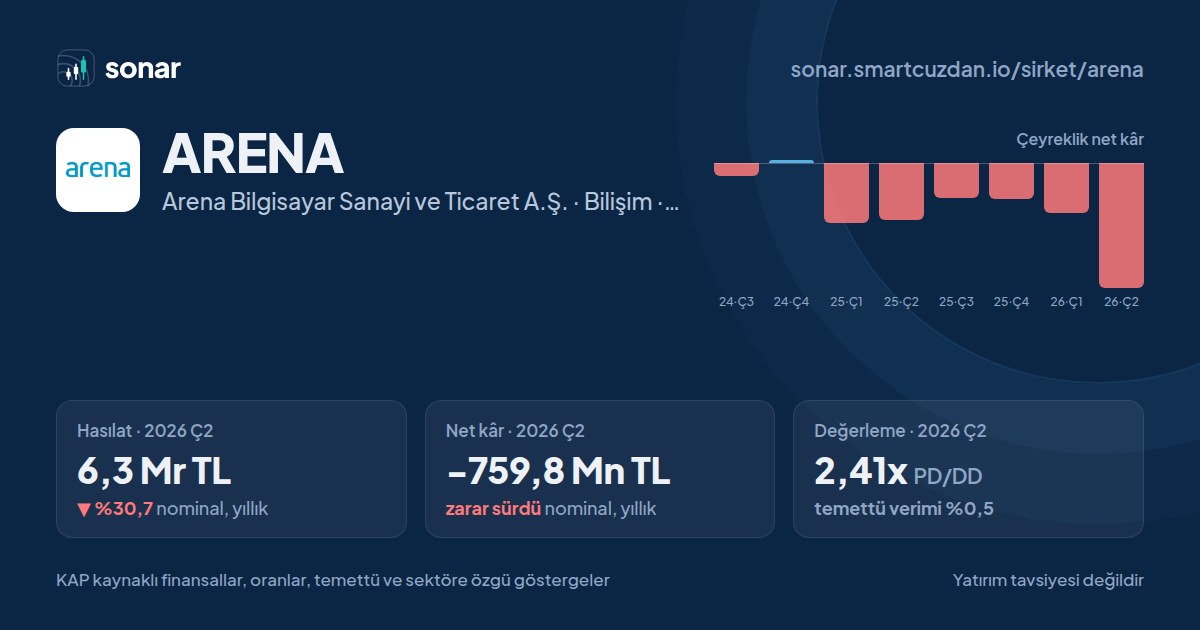 sonar
sonar.smartcuzdan.io/sirket/arena
arena
ARENA
Arena Bilgisayar Sanayi ve Ticaret A.Ş. · Bilişim ·...
Çeyreklik net kâr
24·Ç3 24·Ç4 25·Ç1 25·Ç2 25·Ç3 25·Ç4 26·Ç1 26·Ç2
Hasılat · 2026 Ç2
6,3 Mr TL
▼ %30,7 nominal, yıllık
Net kâr · 2026 Ç2
−759,8 Mn TL
zarar sürdü nominal, yıllık
Değerleme · 2026 Ç2
2,41x PD/DD
temettü verimi %0,5
KAP kaynaklı finansallar, oranlar, temettü ve sektöre özgü göstergeler
Yatırım tavsiyesi değildir